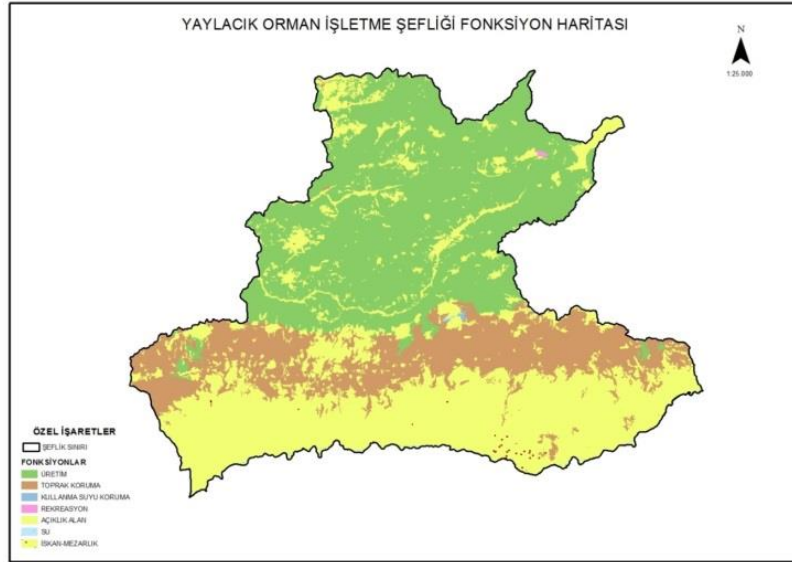 YAYLACIK ORMAN İŞLETME ŞEFLİĞİ FONKSİYON HARİTASI
N
1:25.000
ÖZEL İŞARETLER
ŞEFLİK SINIRI
FONKSİYONLAR
ÜRETİM
TOPRAK KORUMA
KULLANMA SUYU KORUMA
REKREASYON
AÇIKLIK ALAN
SU
İSKAN-MEZARLIK